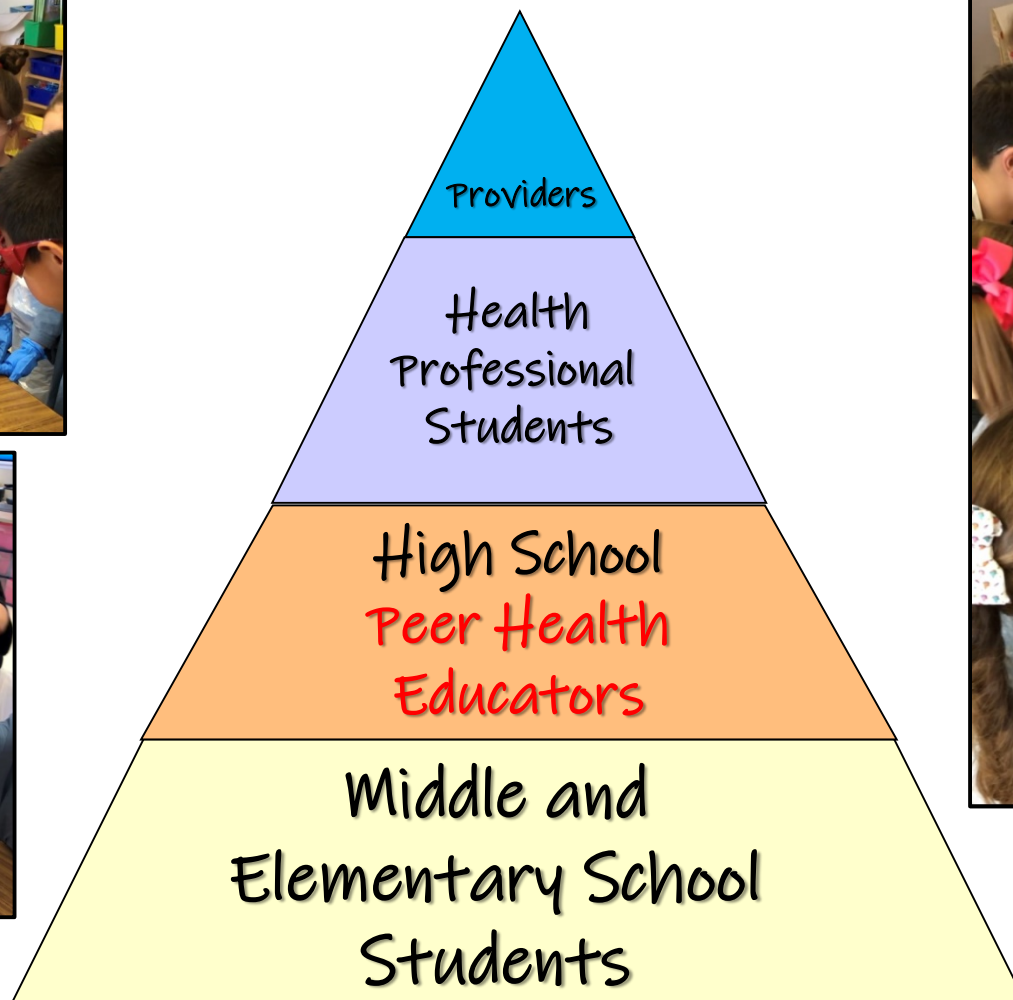 Providers
Health
Professional
Students
High School
Peer Health
Educators
Middle and
Elementary School
Students